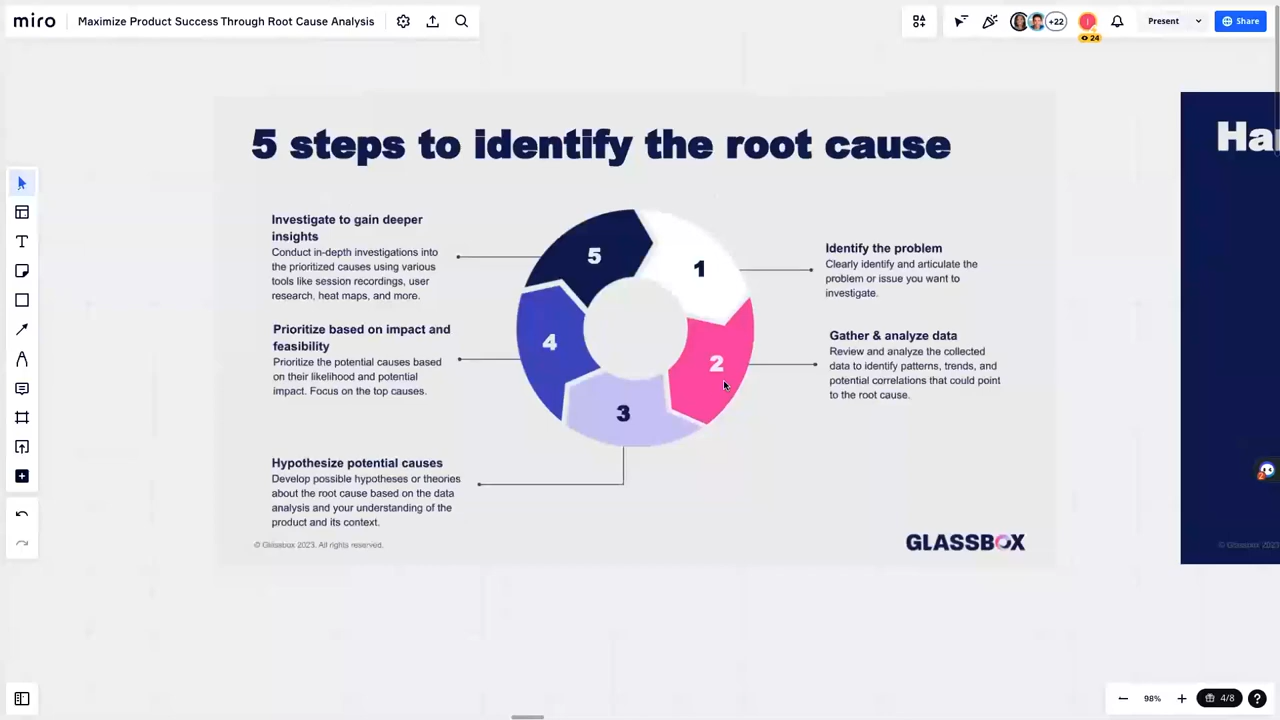 miro
Maximize Product Success Through Root Cause Analysis
+22
24
Present
Share
5 steps to identify the root cause
Investigate to gain deeper
insights
Conduct in-depth investigations into
the prioritized causes using various
tools like session recordings, user
research, heat maps, and more.
Prioritize based on impact and
feasibility
Prioritize the potential causes based
on their likelihood and potential
impact. Focus on the top causes.
Hypothesize potential causes
Develop possible hypotheses or theories
about the root cause based on the data
analysis and your understanding of the
product and its context.
5
1
4
2
3
Identify the problem
Clearly identify and articulate the
problem or issue you want to
investigate.
Gather & analyze data
Review and analyze the collected
data to identify patterns, trends, and
potential correlations that could point
to the root cause.
© Glassbox 2023. All rights reserved.
GLASSBOX
Ha
© Glassbox 2023
98%
4/8